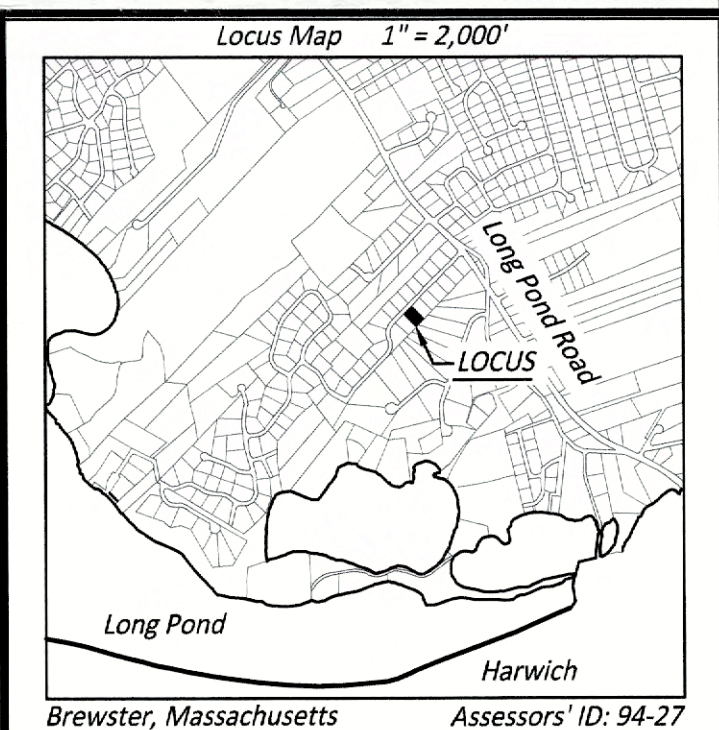 Locus Map 1" = 2,000'
Long Pond Road
LOCUS
Long Pond
Harwich
Brewster, Massachusetts Assessors' ID: 94-27